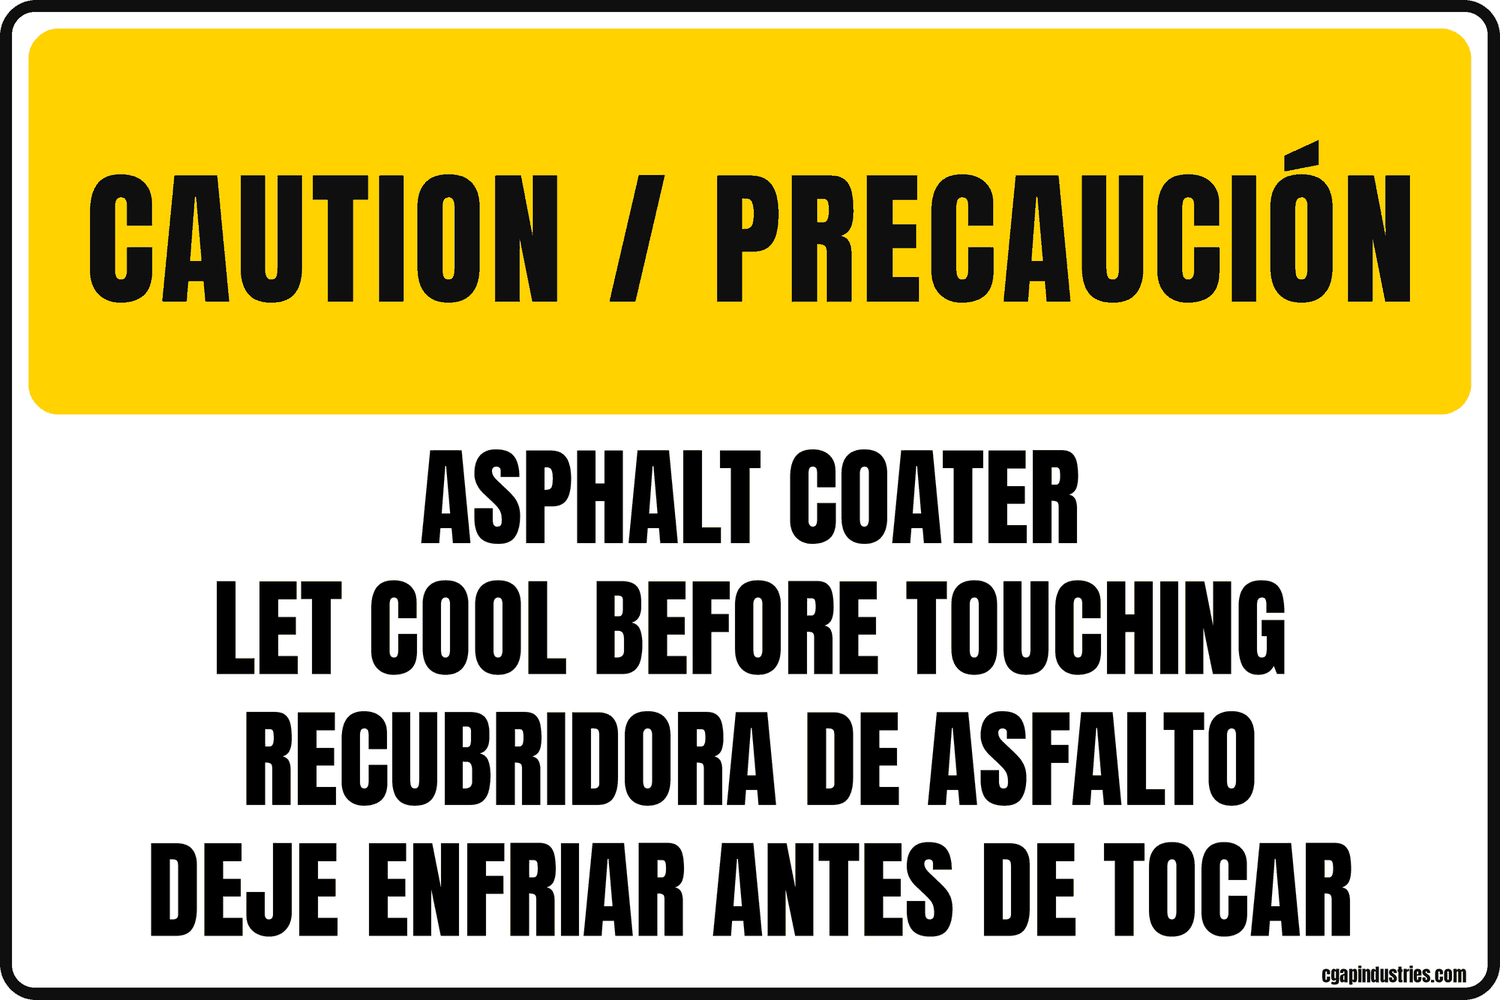 CAUTION / PRECAUCIÓN
ASPHALT COATER
LET COOL BEFORE TOUCHING
RECUBRIDORA DE ASFALTO
DEJE ENFRIAR ANTES DE TOCAR
cgapindustries.com